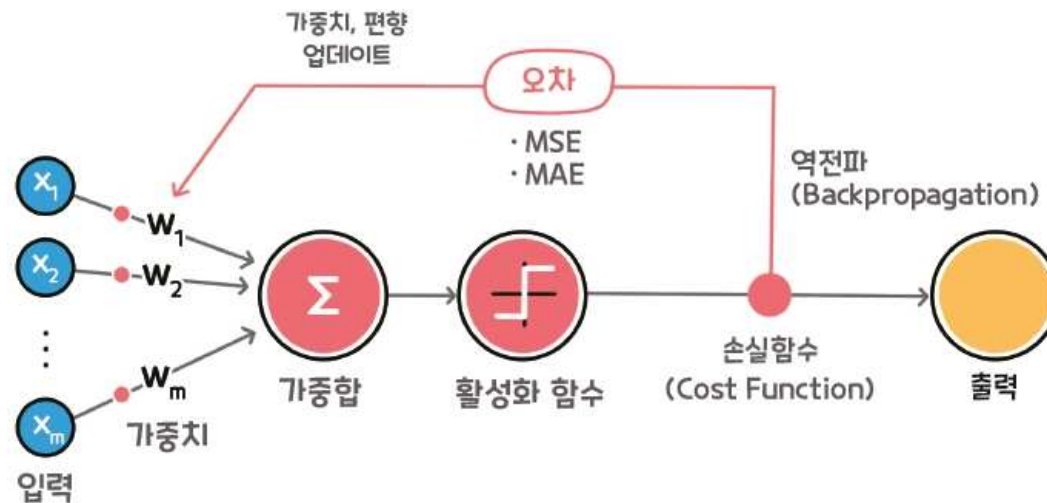 가중치, 편향
업데이트
오차
· MSE
· MAE
역전파
(Backpropagation)
x1
W1
x2
W2
⋮
Wm
xm
가중치
입력
Σ
가중합
활성화 함수
손실함수
(Cost Function)
출력